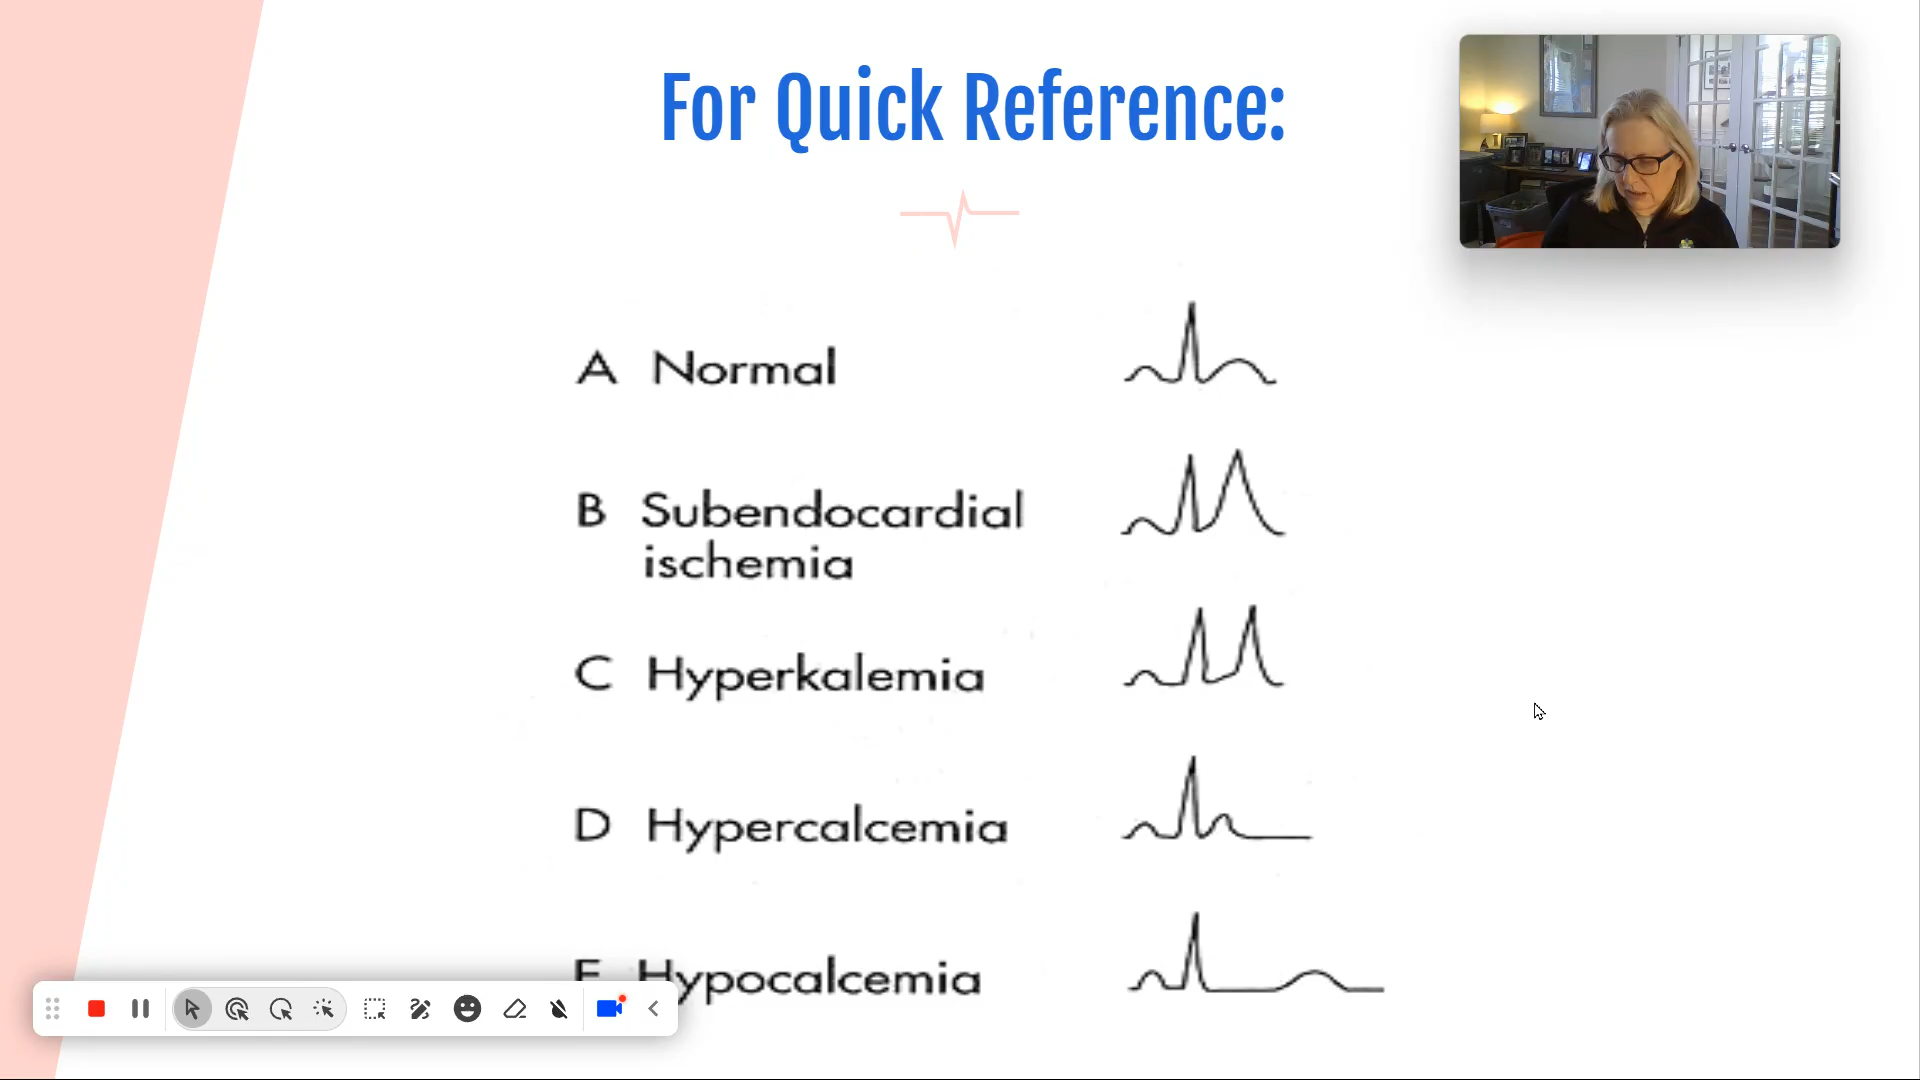 For Quick Reference:
A Normal
B Subendocardial
ischemia
C Hyperkalemia
D Hypercalcemia
E Hypocalcemia